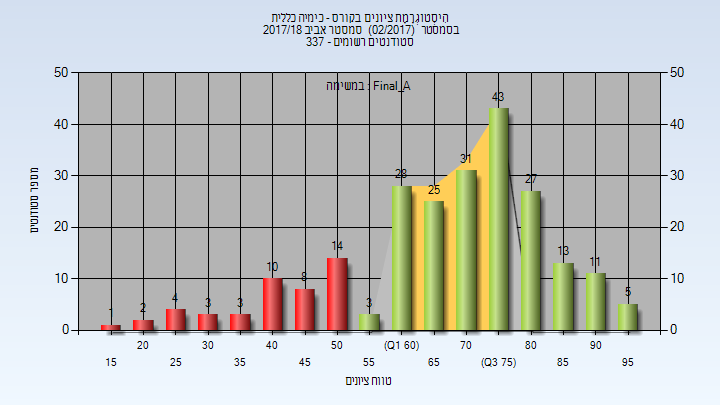 הִיסְטוֹגְרָמַת ציונים בקורס - כימיה כללית
בסמסטר (02/2017) סמסטר אביב 2017/18
סטודנטים רשומים - 337
במשימה : Final_A
מספר סטודנטים
50 50
40 40
30 30
20 20
10 10
0 0
1 2 4 3 3 10 8 14 3 28 25 31 43 27 13 11 5
20 30 40 50 (Q1 60) 70 80 90
15 25 35 45 55 65 (Q3 75) 85 95
טווח ציונים